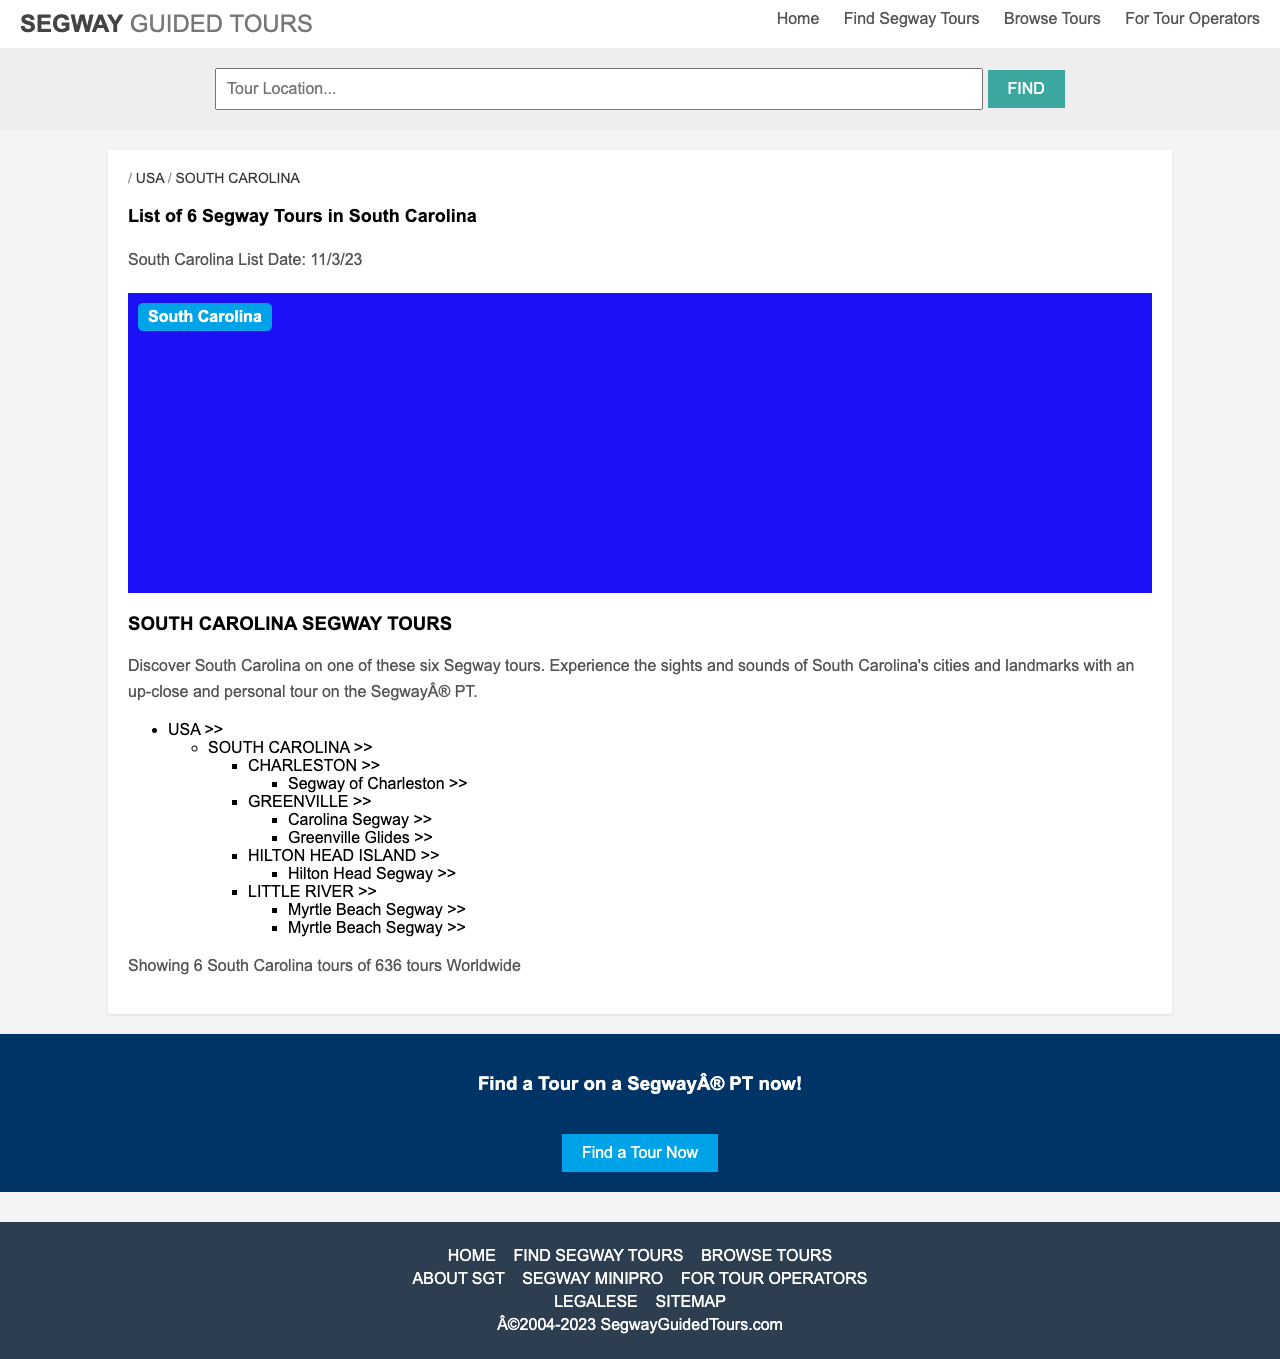 SEGWAY GUIDED TOURS
Home Find Segway Tours Browse Tours For Tour Operators
Tour Location... FIND
/ USA / SOUTH CAROLINA
List of 6 Segway Tours in South Carolina
South Carolina List Date: 11/3/23
South Carolina
SOUTH CAROLINA SEGWAY TOURS
Discover South Carolina on one of these six Segway tours. Experience the sights and sounds of South Carolina's cities and landmarks with an
up-close and personal tour on the SegwayÂ® PT.
USA >>
SOUTH CAROLINA >>
CHARLESTON >>
Segway of Charleston >>
GREENVILLE >>
Carolina Segway >>
Greenville Glides >>
HILTON HEAD ISLAND >>
Hilton Head Segway >>
LITTLE RIVER >>
Myrtle Beach Segway >>
Myrtle Beach Segway >>
Showing 6 South Carolina tours of 636 tours Worldwide
Find a Tour on a SegwayÂ® PT now!
Find a Tour Now
HOME FIND SEGWAY TOURS BROWSE TOURS
ABOUT SGT SEGWAY MINIPRO FOR TOUR OPERATORS
LEGALESE SITEMAP
Â©2004-2023 SegwayGuidedTours.com